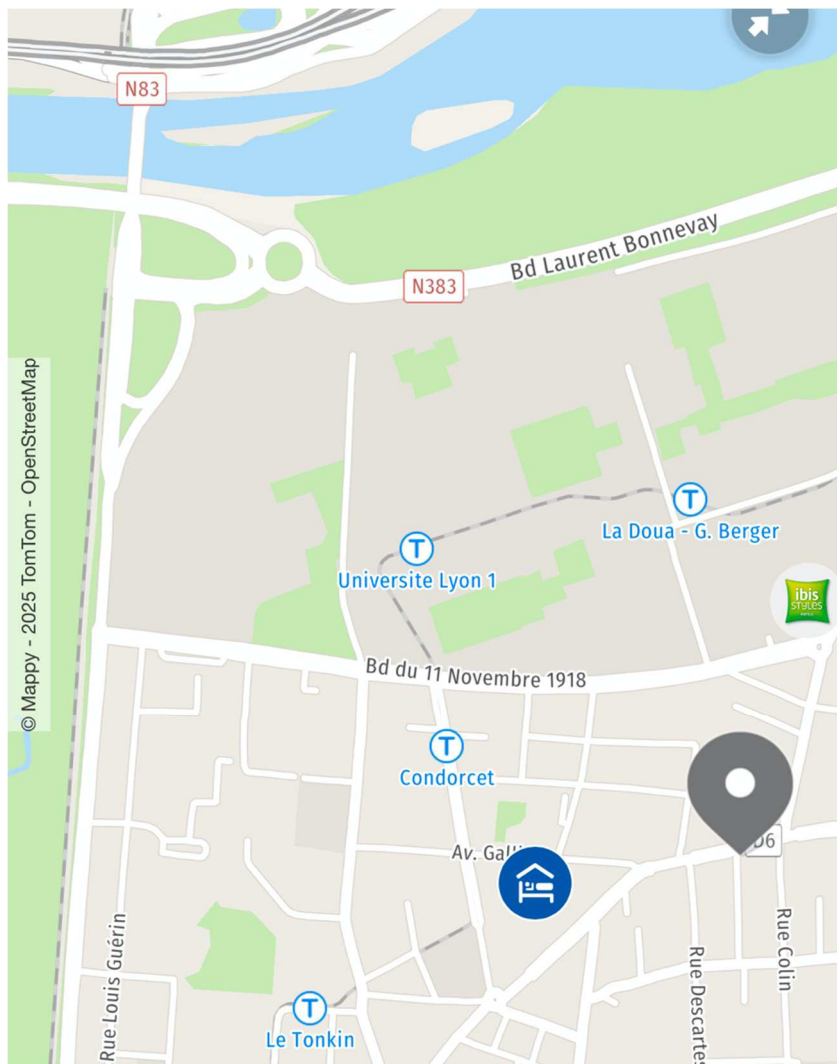 N83
Bd Laurent Bonnevay
N383
© Mappy - 2025 TomTom - OpenStreetMap
T
La Doua - G. Berger
T
Universite Lyon 1
ibis
STYLES
Bd du 11 Novembre 1918
T
Condorcet
D6
Av. Galli
Rue Louis Guérin
Rue Descartes
Rue Colin
T
Le Tonkin